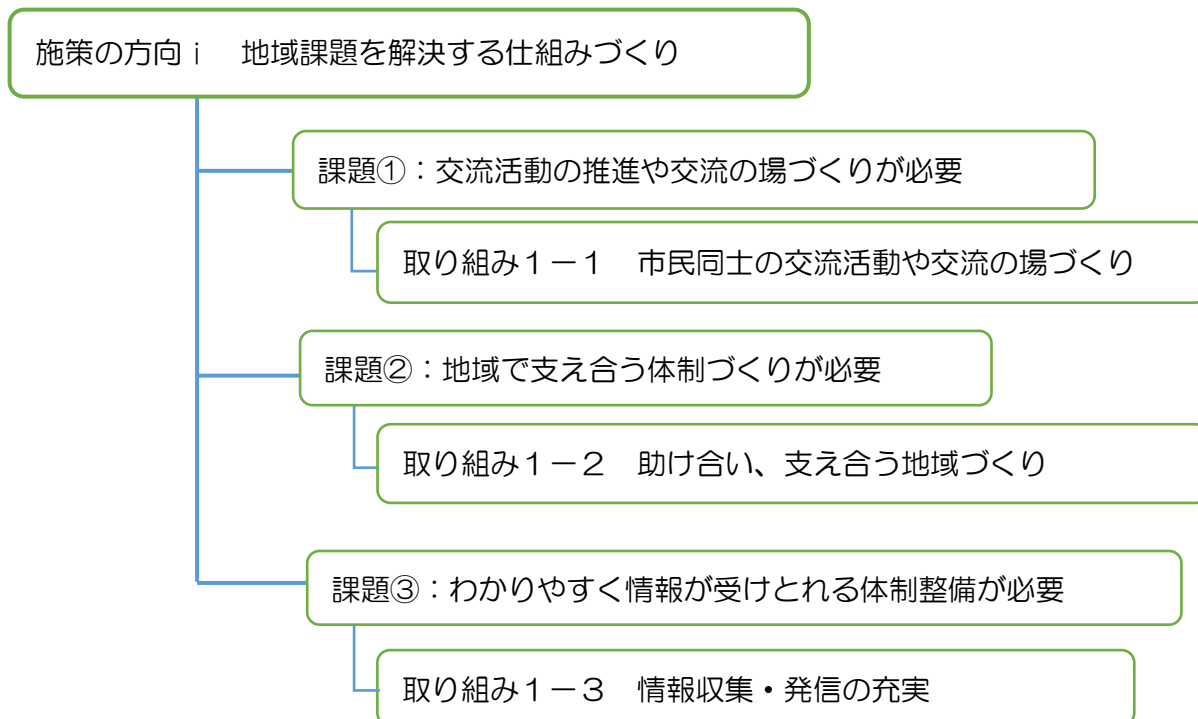 施策の方向ⅰ　地域課題を解決する仕組みづくり
課題①：交流活動の推進や交流の場づくりが必要
取り組み１－１　市民同士の交流活動や交流の場づくり
課題②：地域で支え合う体制づくりが必要
取り組み１－２　助け合い、支え合う地域づくり
課題③：わかりやすく情報が受けとれる体制整備が必要
取り組み１－３　情報収集・発信の充実